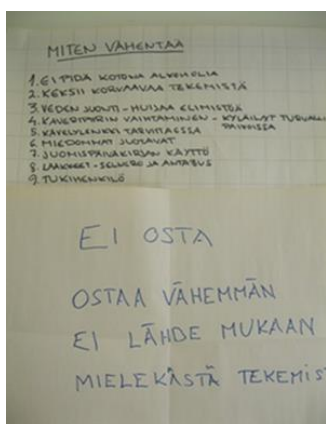 MITEN VÄHENTÄÄ
1. EI PIDÄ KOTONA ALKOHOLIA
2. KEKSII KORVAAVAA TEKEMISTÄ
3. VEDEN JUONTI - HUIJAA ELIMISTÖÄ
4. KAVERIPIIRIN VAIHTAMINEN - KYLÄILYT
PAIKOISSA
5. KÄVELYLENKKI TARVITTAESSA
6. MIEDOMMAT JUOTAVAT
7. JUOMISPÄIVÄKIRJAN KÄYTTÖ
8. LÄÄKKEET - SELINCRO JA ANTABUS
9. TUKIHENKILÖ
EI OSTA
OSTAA VÄHEMMÄN
EI LÄHDE MUKAAN
MIELEKÄSTÄ TEKEMIS